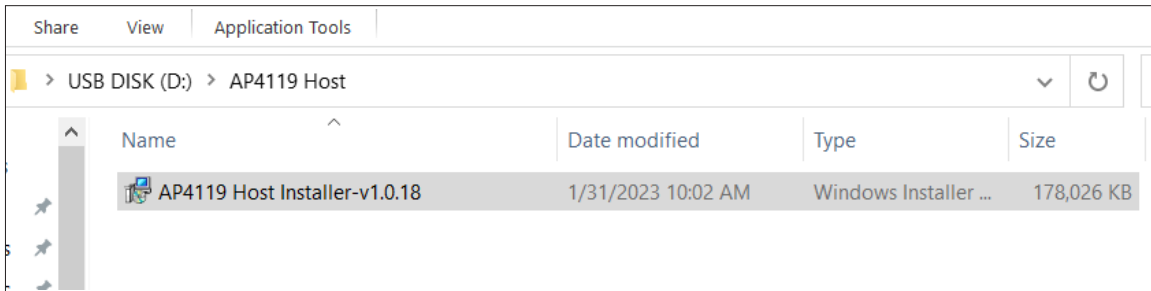 Share View Application Tools
USB DISK (D:) > AP4119 Host
Name Date modified Type Size
AP4119 Host Installer-v1.0.18 1/31/2023 10:02 AM Windows Installer ... 178,026 KB